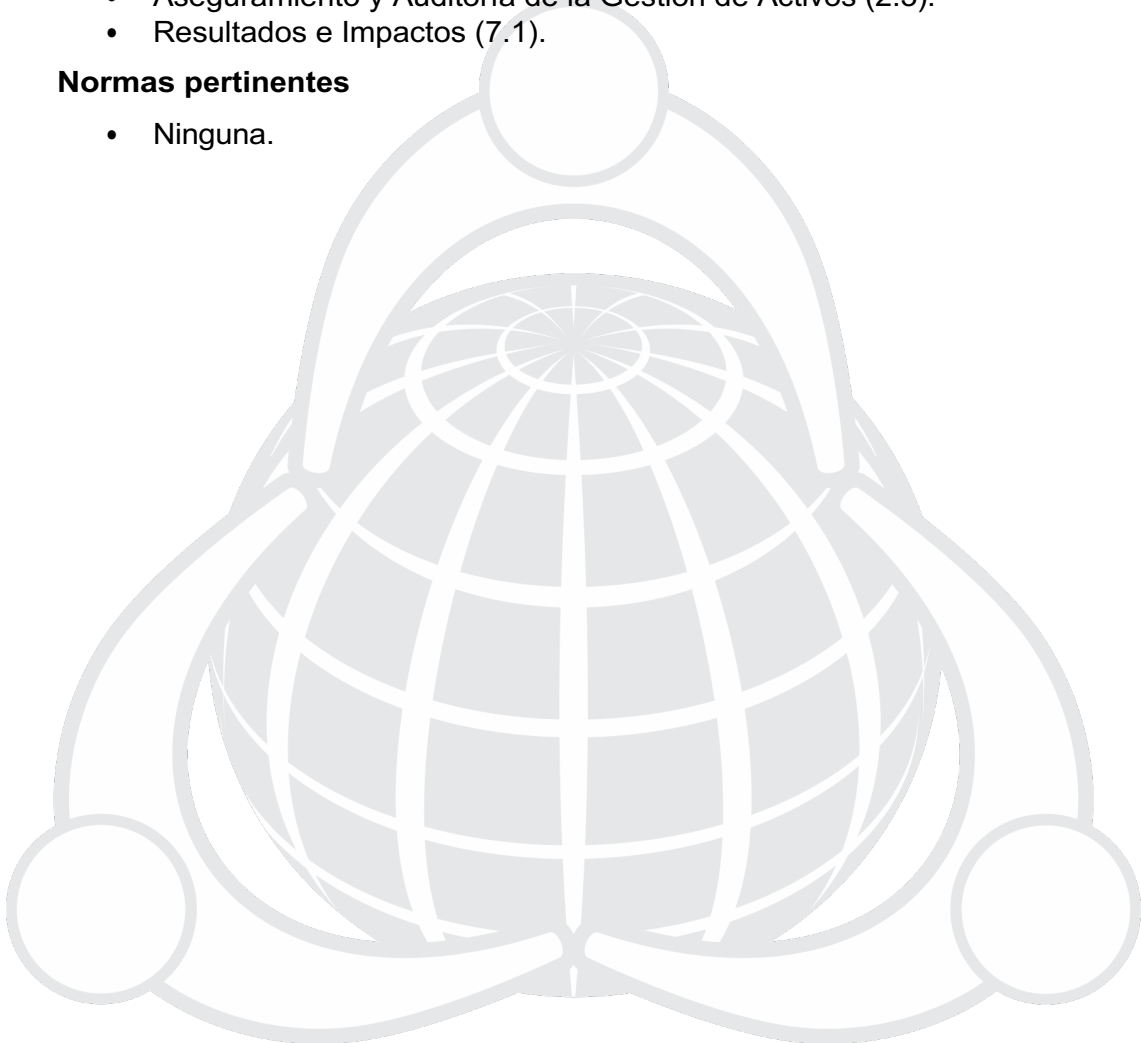 • Aseguramiento y Auditoría de la Gestión de Activos
• Resultados e Impactos (7.1).
Normas pertinentes
• Ninguna.